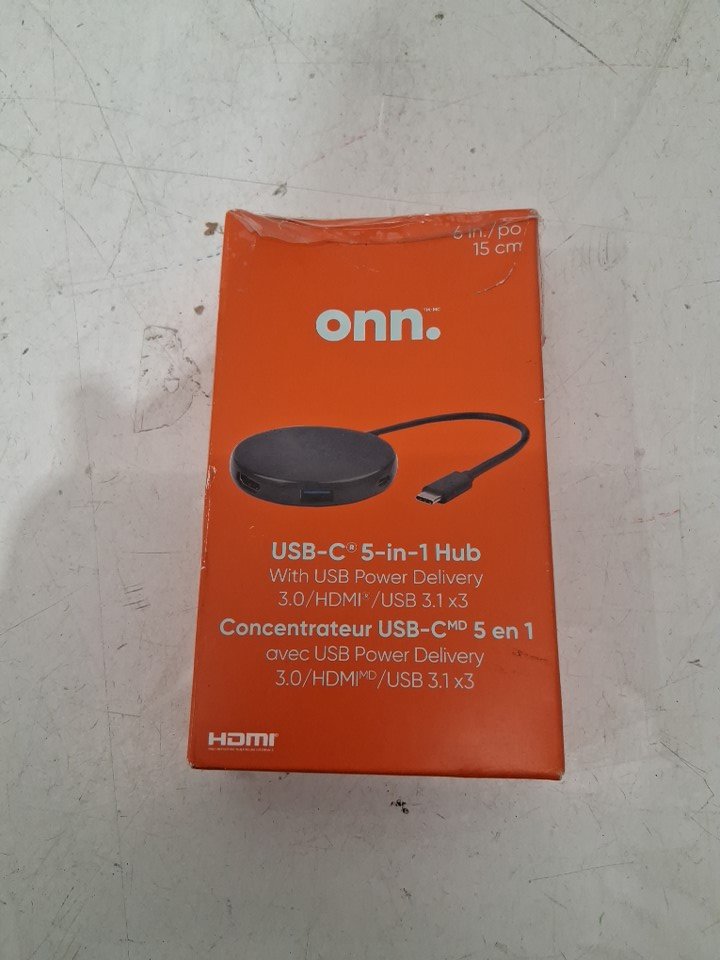 6 in./po
15 cm
onn.
USB-C® 5-in-1 Hub
With USB Power Delivery
3.0/HDMI®/USB 3.1 x3
Concentrateur USB-Cᴹᴰ 5 en 1
avec USB Power Delivery
3.0/HDMIᴹᴰ/USB 3.1 x3
HDMI